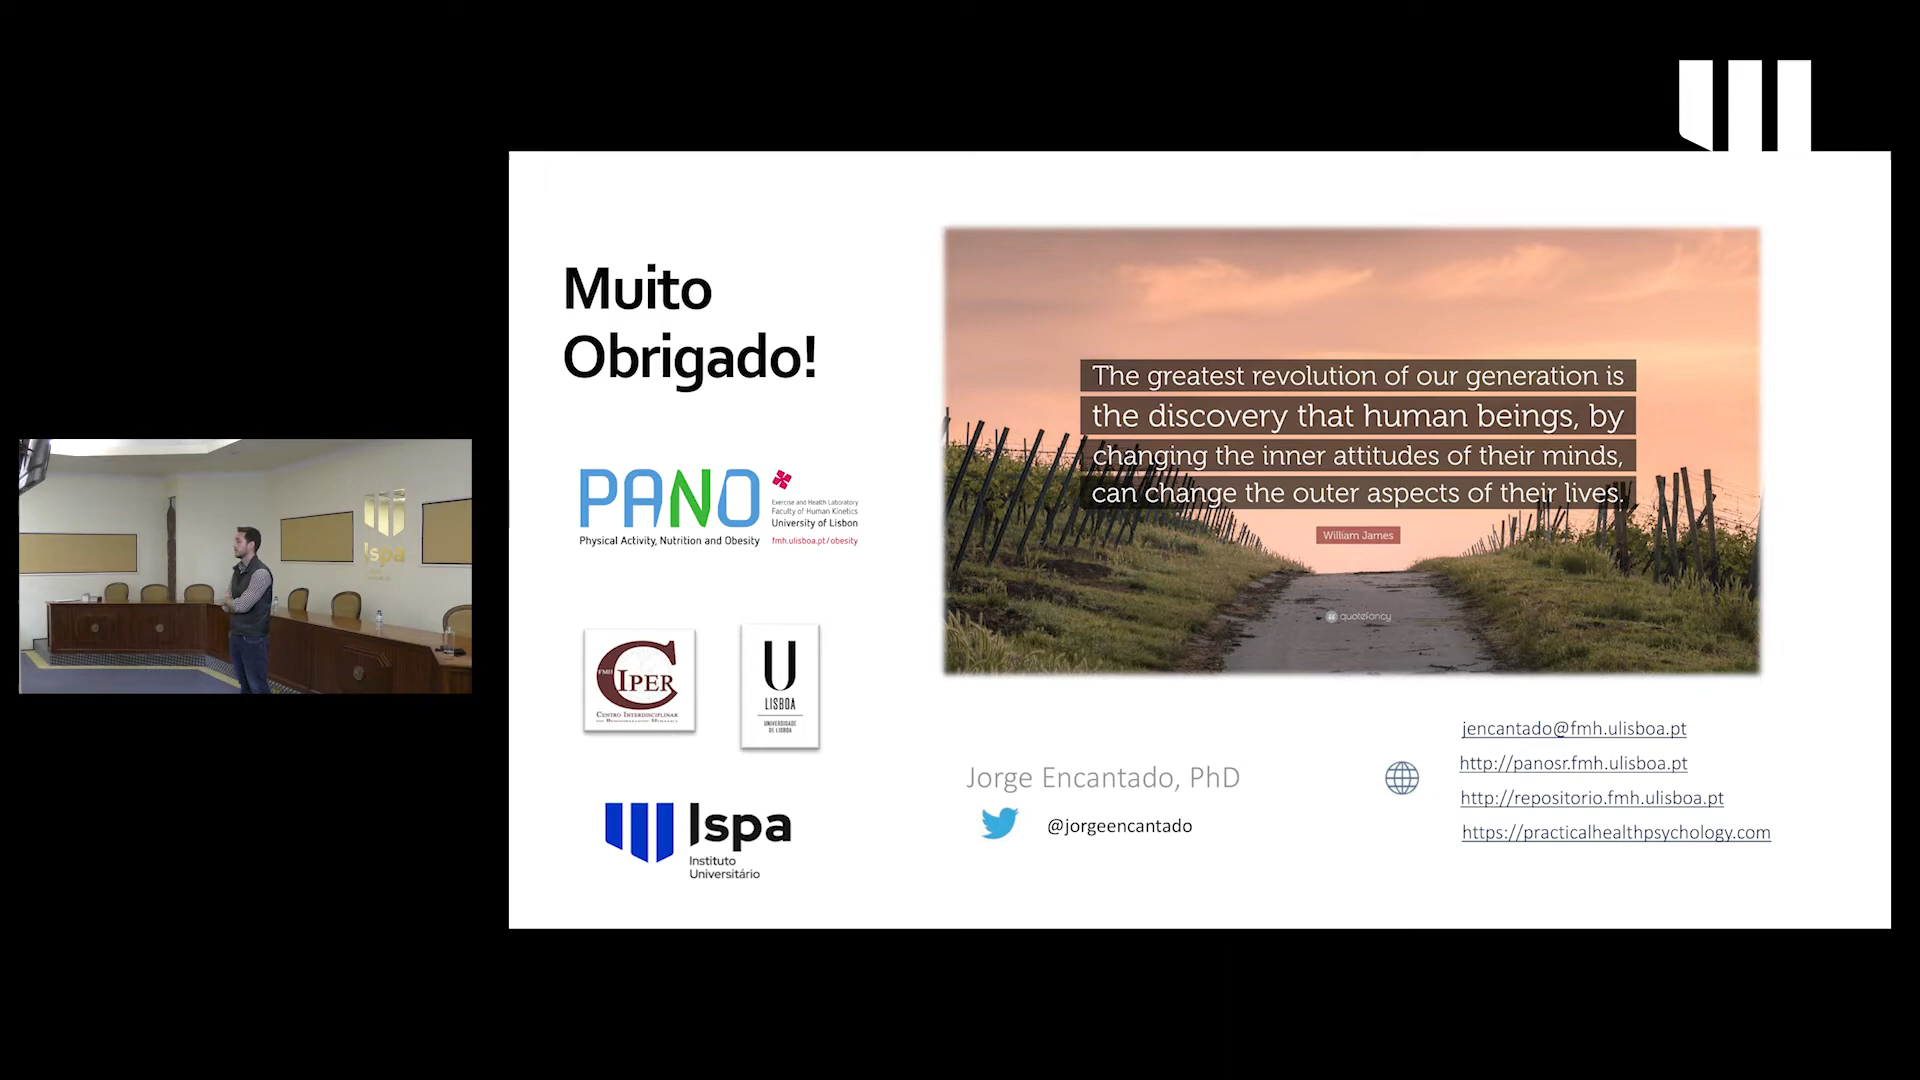 Muito
Obrigado!
PANO
Physical Activity, Nutrition and Obesity
Exercise and Health Laboratory
Faculty of Human Kinetics
University of Lisbon
fmh.ulisboa.pt/obesity
FMH
CIPER
CENTRO INTERDISCIPLINAR
U
LISBOA
UNIVERSIDADE
DE LISBOA
Ispa
Instituto
Universitário
The greatest revolution of our generation is
the discovery that human beings, by
changing the inner attitudes of their minds,
can change the outer aspects of their lives.
William James
quotefancy
Jorge Encantado, PhD
@jorgeencantado
jencantado@fmh.ulisboa.pt
http://panosr.fmh.ulisboa.pt
http://repositorio.fmh.ulisboa.pt
https://practicalhealthpsychology.com
Ispa